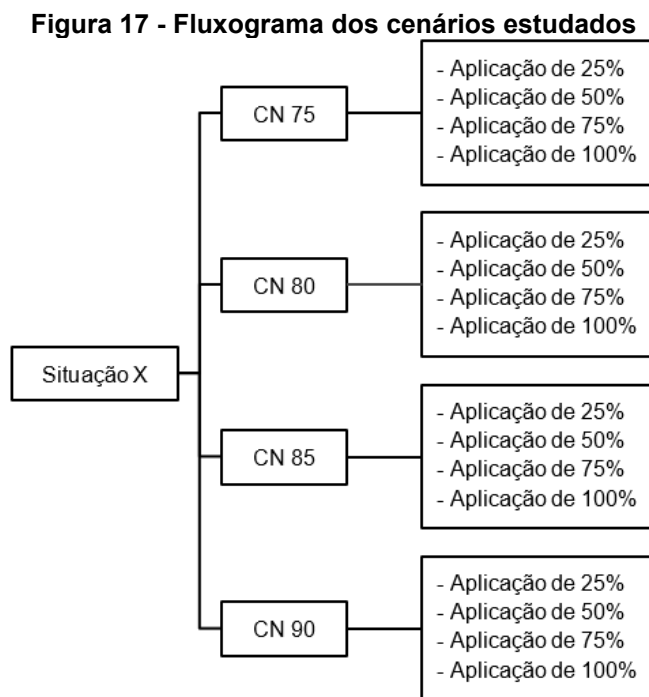 Figura 17 - Fluxograma dos cenários estudados
CN 75
- Aplicação de 25%
- Aplicação de 50%
- Aplicação de 75%
- Aplicação de 100%
CN 80
- Aplicação de 25%
- Aplicação de 50%
- Aplicação de 75%
- Aplicação de 100%
Situação X
CN 85
- Aplicação de 25%
- Aplicação de 50%
- Aplicação de 75%
- Aplicação de 100%
CN 90
- Aplicação de 25%
- Aplicação de 50%
- Aplicação de 75%
- Aplicação de 100%